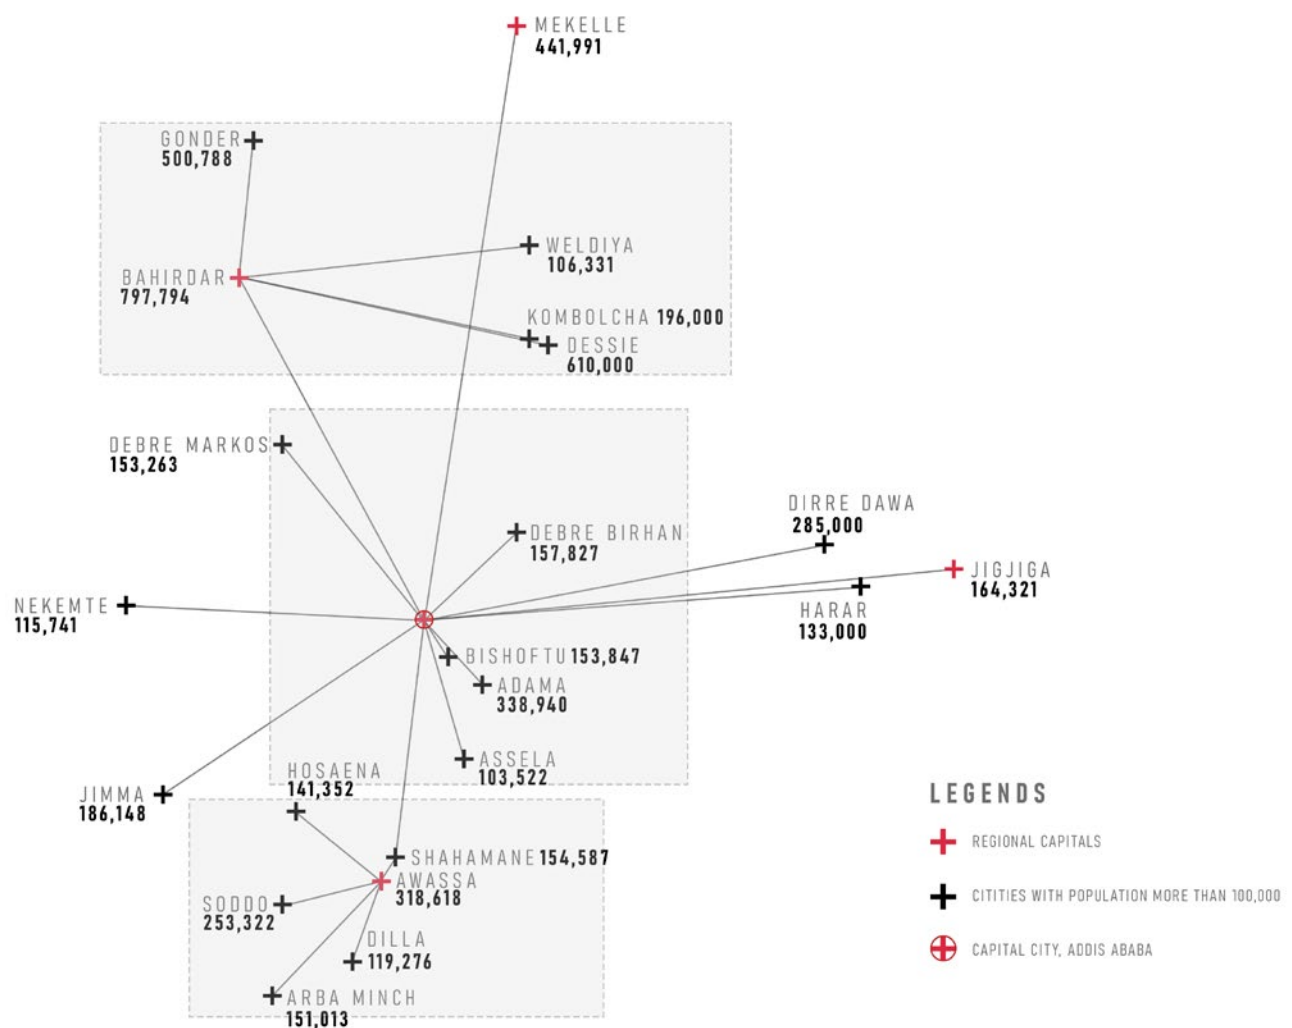 MEKELLE
441,991
GONDER
500,788
WELDIYA
106,331
BAHIRDAR
797,794
KOMBOLCHA 196,000
DESSIE
610,000
DEBRE MARKOS
153,263
DIRRE DAWA
285,000
DEBRE BIRHAN
157,827
JIGJIGA
164,321
NEKEMTE
115,741
HARAR
133,000
BISHOFTU 153,847
ADAMA
338,940
ASSELA
103,522
HOSAENA
141,352
JIMMA
186,148
SHAHAMANE 154,587
AWASSA
318,618
SODDO
253,322
DILLA
119,276
ARBA MINCH
151,013
LEGENDS
REGIONAL CAPITALS
CITITIES WITH POPULATION MORE THAN 100,000
CAPITAL CITY, ADDIS ABABA